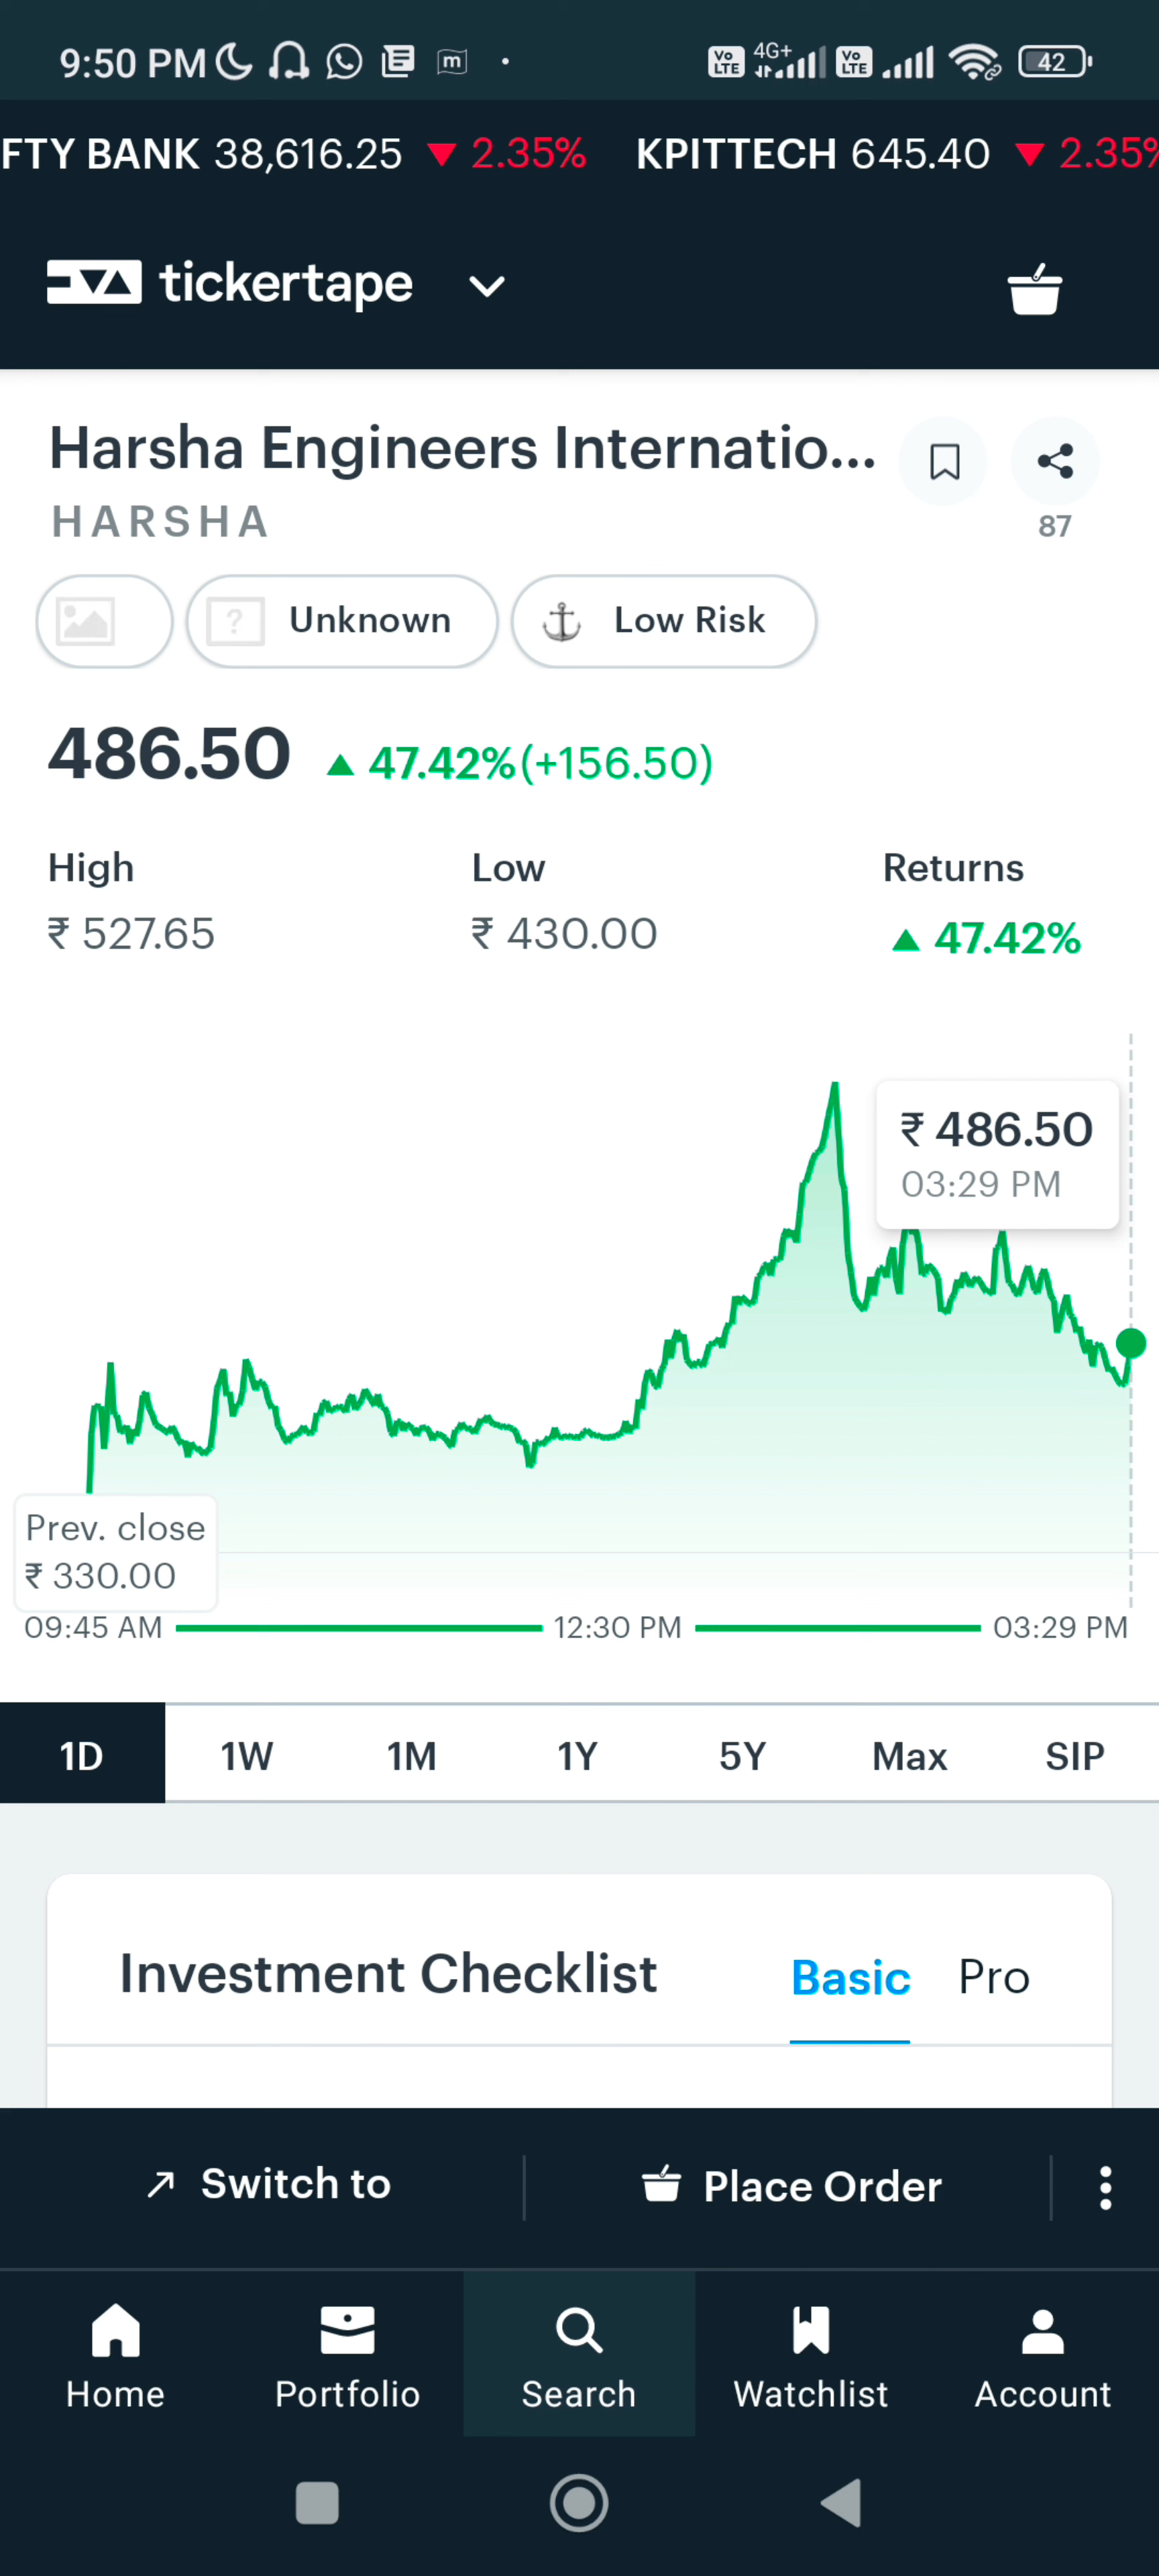 9:50 PM m Vo LTE 4G+ Vo LTE 42
FTY BANK 38,616.25 ▼ 2.35% KPITTECH 645.40 ▼ 2.35%
tickertape
Harsha Engineers Internatio...
HARSHA
87
? Unknown Low Risk
486.50 ▲ 47.42%(+156.50)
High Low Returns
₹ 527.65 ₹ 430.00 ▲ 47.42%
₹ 486.50
03:29 PM
Prev. close
₹ 330.00
09:45 AM 12:30 PM 03:29 PM
1D 1W 1M 1Y 5Y Max SIP
Investment Checklist Basic Pro
Switch to Place Order
Home Portfolio Search Watchlist Account